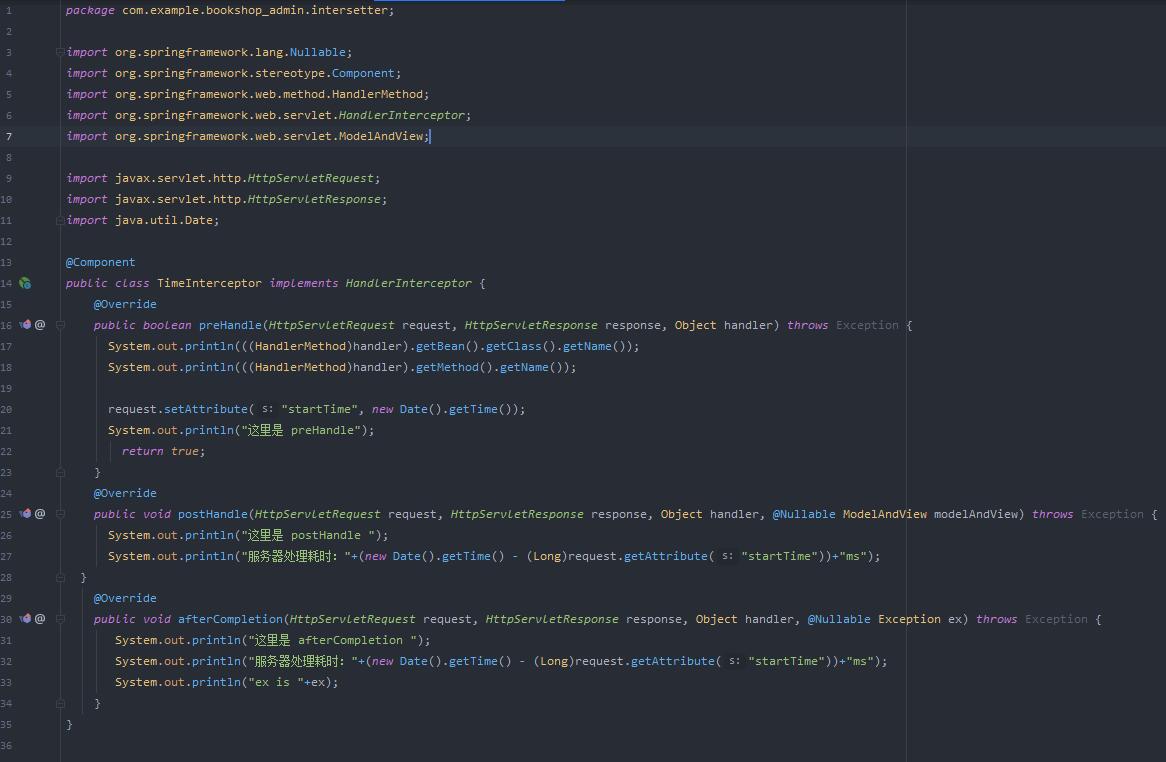 1 package com.example.bookshop_admin.intersetter;
2
3 import org.springframework.lang.Nullable;
4 import org.springframework.stereotype.Component;
5 import org.springframework.web.method.HandlerMethod;
6 import org.springframework.web.servlet.HandlerInterceptor;
7 import org.springframework.web.servlet.ModelAndView;
8
9 import javax.servlet.http.HttpServletRequest;
10 import javax.servlet.http.HttpServletResponse;
11 import java.util.Date;
12
13 @Component
14 public class TimeInterceptor implements HandlerInterceptor {
15 @Override
16 @ public boolean preHandle(HttpServletRequest request, HttpServletResponse response, Object handler) throws Exception {
17 System.out.println(((HandlerMethod)handler).getBean().getClass().getName());
18 System.out.println(((HandlerMethod)handler).getMethod().getName());
19
20 request.setAttribute( s: "startTime", new Date().getTime());
21 System.out.println("这里是 preHandle");
22 return true;
23 }
24 @Override
25 @ public void postHandle(HttpServletRequest request, HttpServletResponse response, Object handler, @Nullable ModelAndView modelAndView) throws Exception {
26 System.out.println("这里是 postHandle ");
27 System.out.println("服务器处理耗时: "+(new Date().getTime() - (Long)request.getAttribute( s: "startTime"))+"ms");
28 }
29 @Override
30 @ public void afterCompletion(HttpServletRequest request, HttpServletResponse response, Object handler, @Nullable Exception ex) throws Exception {
31 System.out.println("这里是 afterCompletion ");
32 System.out.println("服务器处理耗时: "+(new Date().getTime() - (Long)request.getAttribute( s: "startTime"))+"ms");
33 System.out.println("ex is "+ex);
34 }
35 }
36